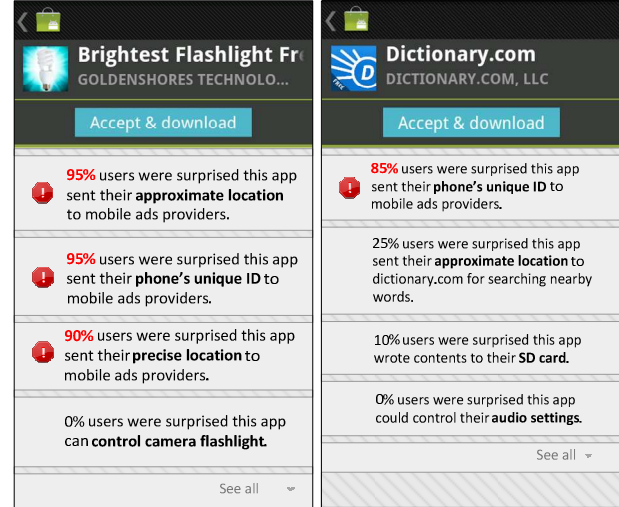 Brightest Flashlight Fr
GOLDENSHORES TECHNOLO...
Accept & download
95% users were surprised this app
sent their approximate location
to mobile ads providers.
95% users were surprised this app
sent their phone's unique ID to
mobile ads providers.
90% users were surprised this app
sent their precise location to
mobile ads providers.
0% users were surprised this app
can control camera flashlight.
See all
Dictionary.com
DICTIONARY.COM, LLC
Accept & download
85% users were surprised this app
sent their phone's unique ID to
mobile ads providers.
25% users were surprised this app
sent their approximate location to
dictionary.com for searching nearby
words.
10% users were surprised this app
wrote contents to their SD card.
0% users were surprised this app
could control their audio settings.
See all